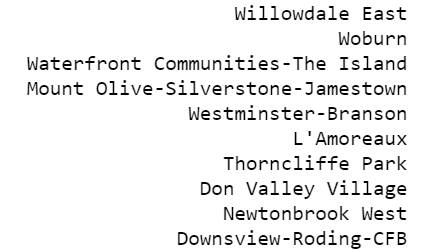 Willowdale East
Woburn
Waterfront Communities-The Island
Mount Olive-Silverstone-Jamestown
Westminster-Branson
L'Amoreaux
Thorncliffe Park
Don Valley Village
Newtonbrook West
Downsview-Roding-CFB